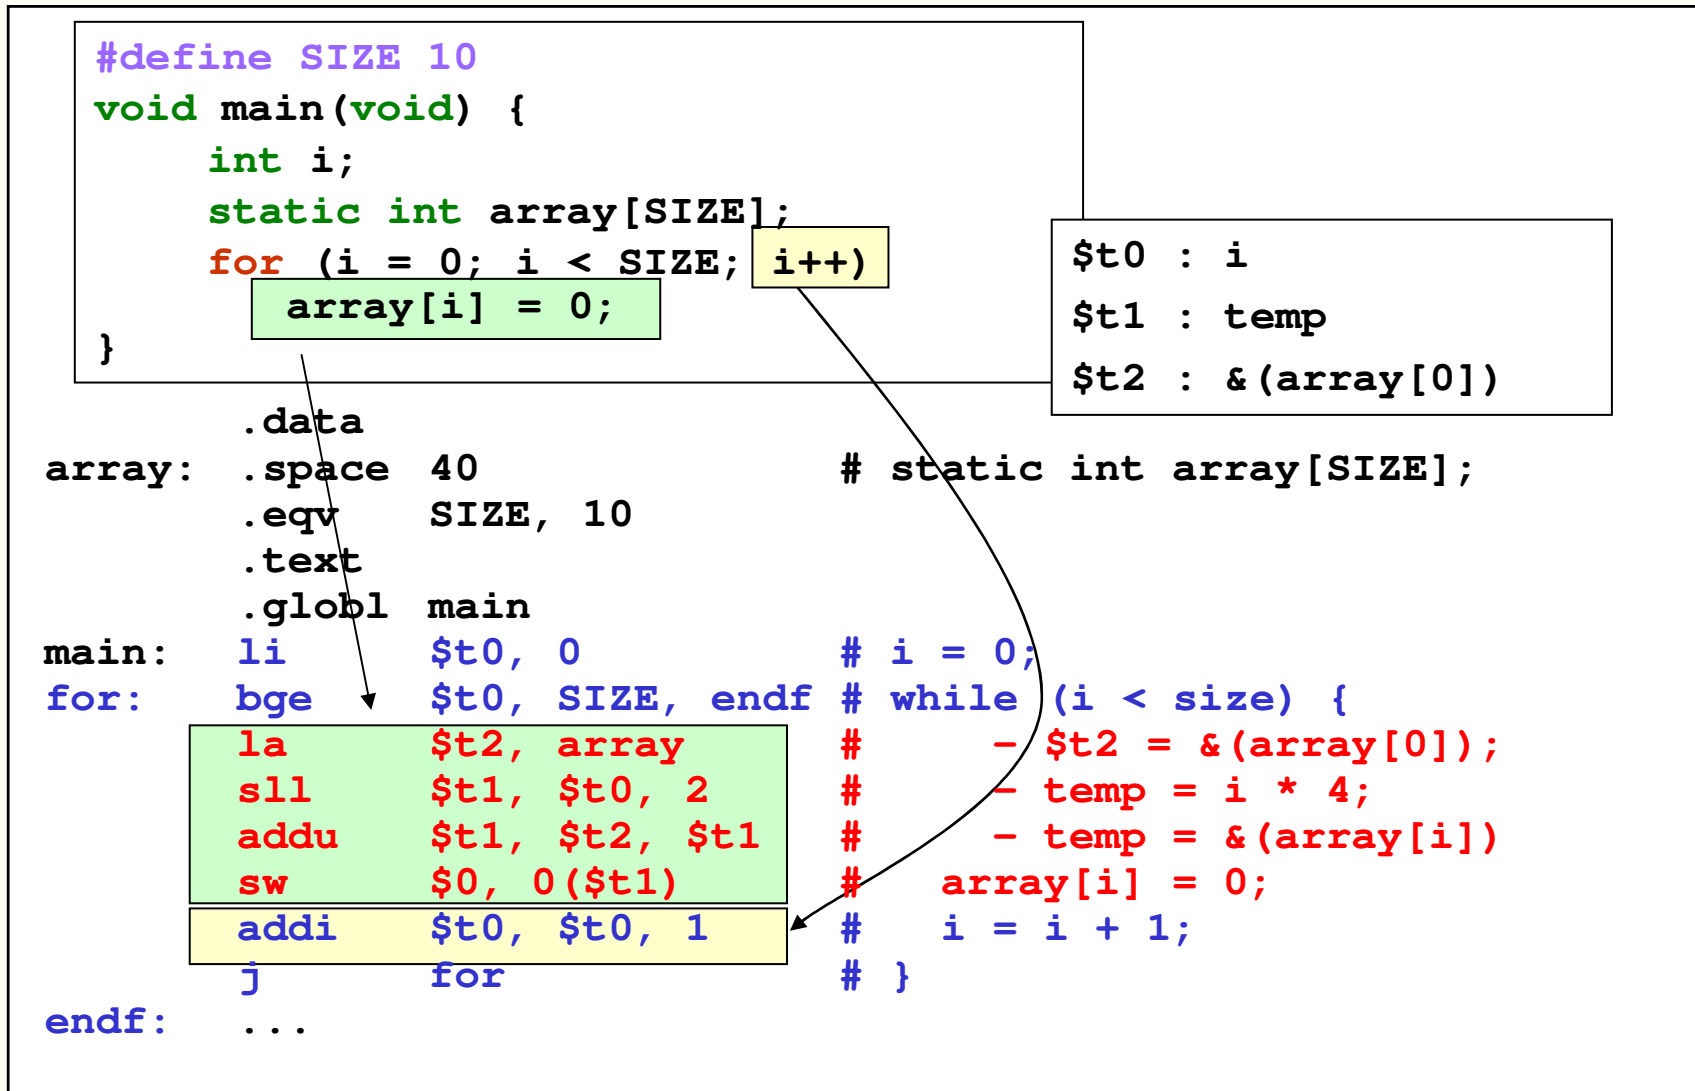 #define SIZE 10
void main(void) {
int i;
static int array[SIZE];
for (i = 0; i < SIZE; i++)
array[i] = 0;
}
$t0 : i
$t1 : temp
$t2 : &(array[0])
.data
array: .space 40 # static int array[SIZE];
.eqv SIZE, 10
.text
.globl main
main: li $t0, 0 # i = 0;
for: bge $t0, SIZE, endf # while (i < size) {
la $t2, array # - $t2 = &(array[0]);
sll $t1, $t0, 2 # - temp = i * 4;
addu $t1, $t2, $t1 # - temp = &(array[i])
sw $0, 0($t1) # array[i] = 0;
addi $t0, $t0, 1 # i = i + 1;
j for # }
endf: ...